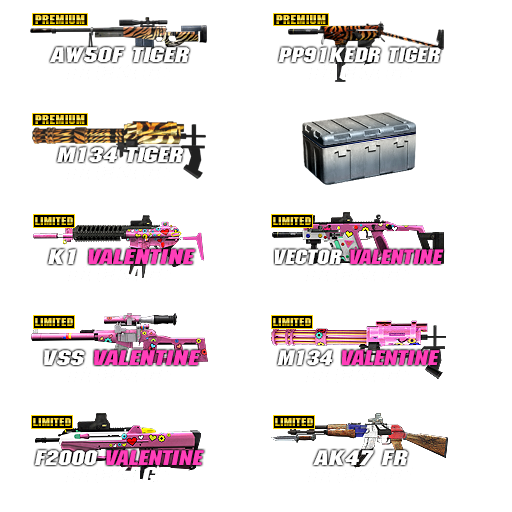 PREMIUM
AW50F TIGER
PREMIUM
PP91KEDR TIGER
PREMIUM
M134 TIGER
LIMITED
K1 VALENTINE
LIMITED
VECTOR VALENTINE
LIMITED
VSS VALENTINE
LIMITED
M134 VALENTINE
LIMITED
F2000 VALENTINE
LIMITED
AK47 FR